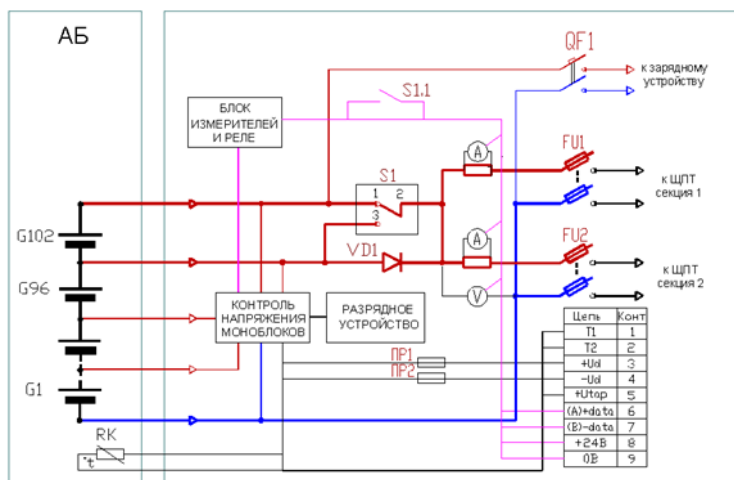 АБ
QF1
к зарядному
устройству
S1.1
БЛОК
ИЗМЕРИТЕЛЕЙ
И РЕЛЕ
A
FU1
S1
1 2
3
к ЩПТ
секция 1
G102
VD1
A
FU2
G96
V
к ЩПТ
секция 2
КОНТРОЛЬ
НАПРЯЖЕНИЯ
МОНОБЛОКОВ
РАЗРЯДНОЕ
УСТРОЙСТВО
Цепь Конт
T1 1
T2 2
ПР1
+Ud 3
ПР2
-Ud 4
G1
+Uтар 5
(A)+data 6
(B)-data 7
RK
+24В 8
t
0В 9